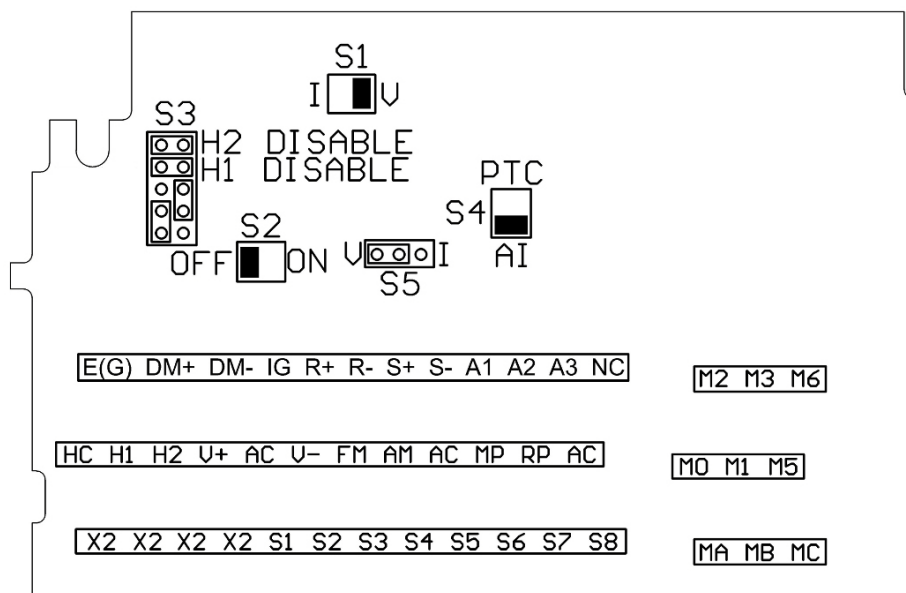 S1
I V
S3
H2 DISABLE
H1 DISABLE
PTC
S4
S2
OFF ON
V I
AI
S5
E(G) DM+ DM- IG R+ R- S+ S- A1 A2 A3 NC
M2 M3 M6
HC H1 H2 V+ AC V- FM AM AC MP RP AC
M0 M1 M5
X2 X2 X2 X2 S1 S2 S3 S4 S5 S6 S7 S8
MA MB MC